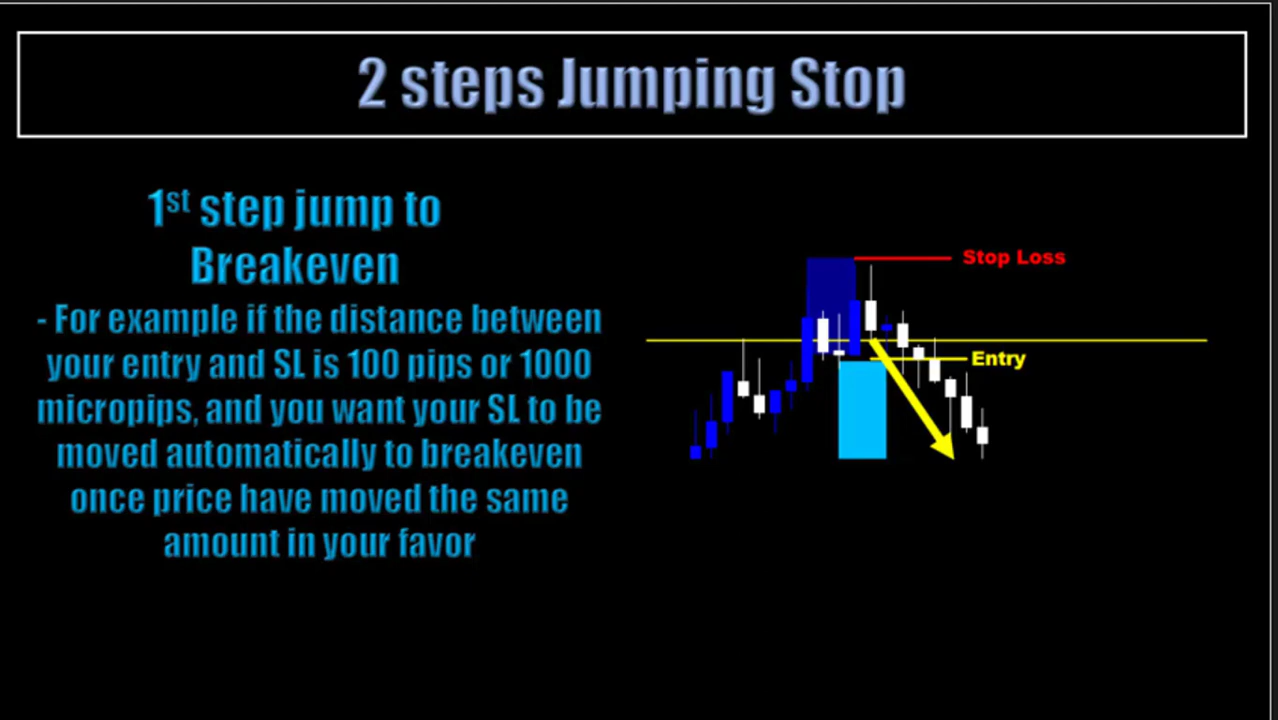 2 steps Jumping Stop
1st step jump to
Breakeven
- For example if the distance between
your entry and SL is 100 pips or 1000
micropips, and you want your SL to be
moved automatically to breakeven
once price have moved the same
amount in your favor
Stop Loss
Entry